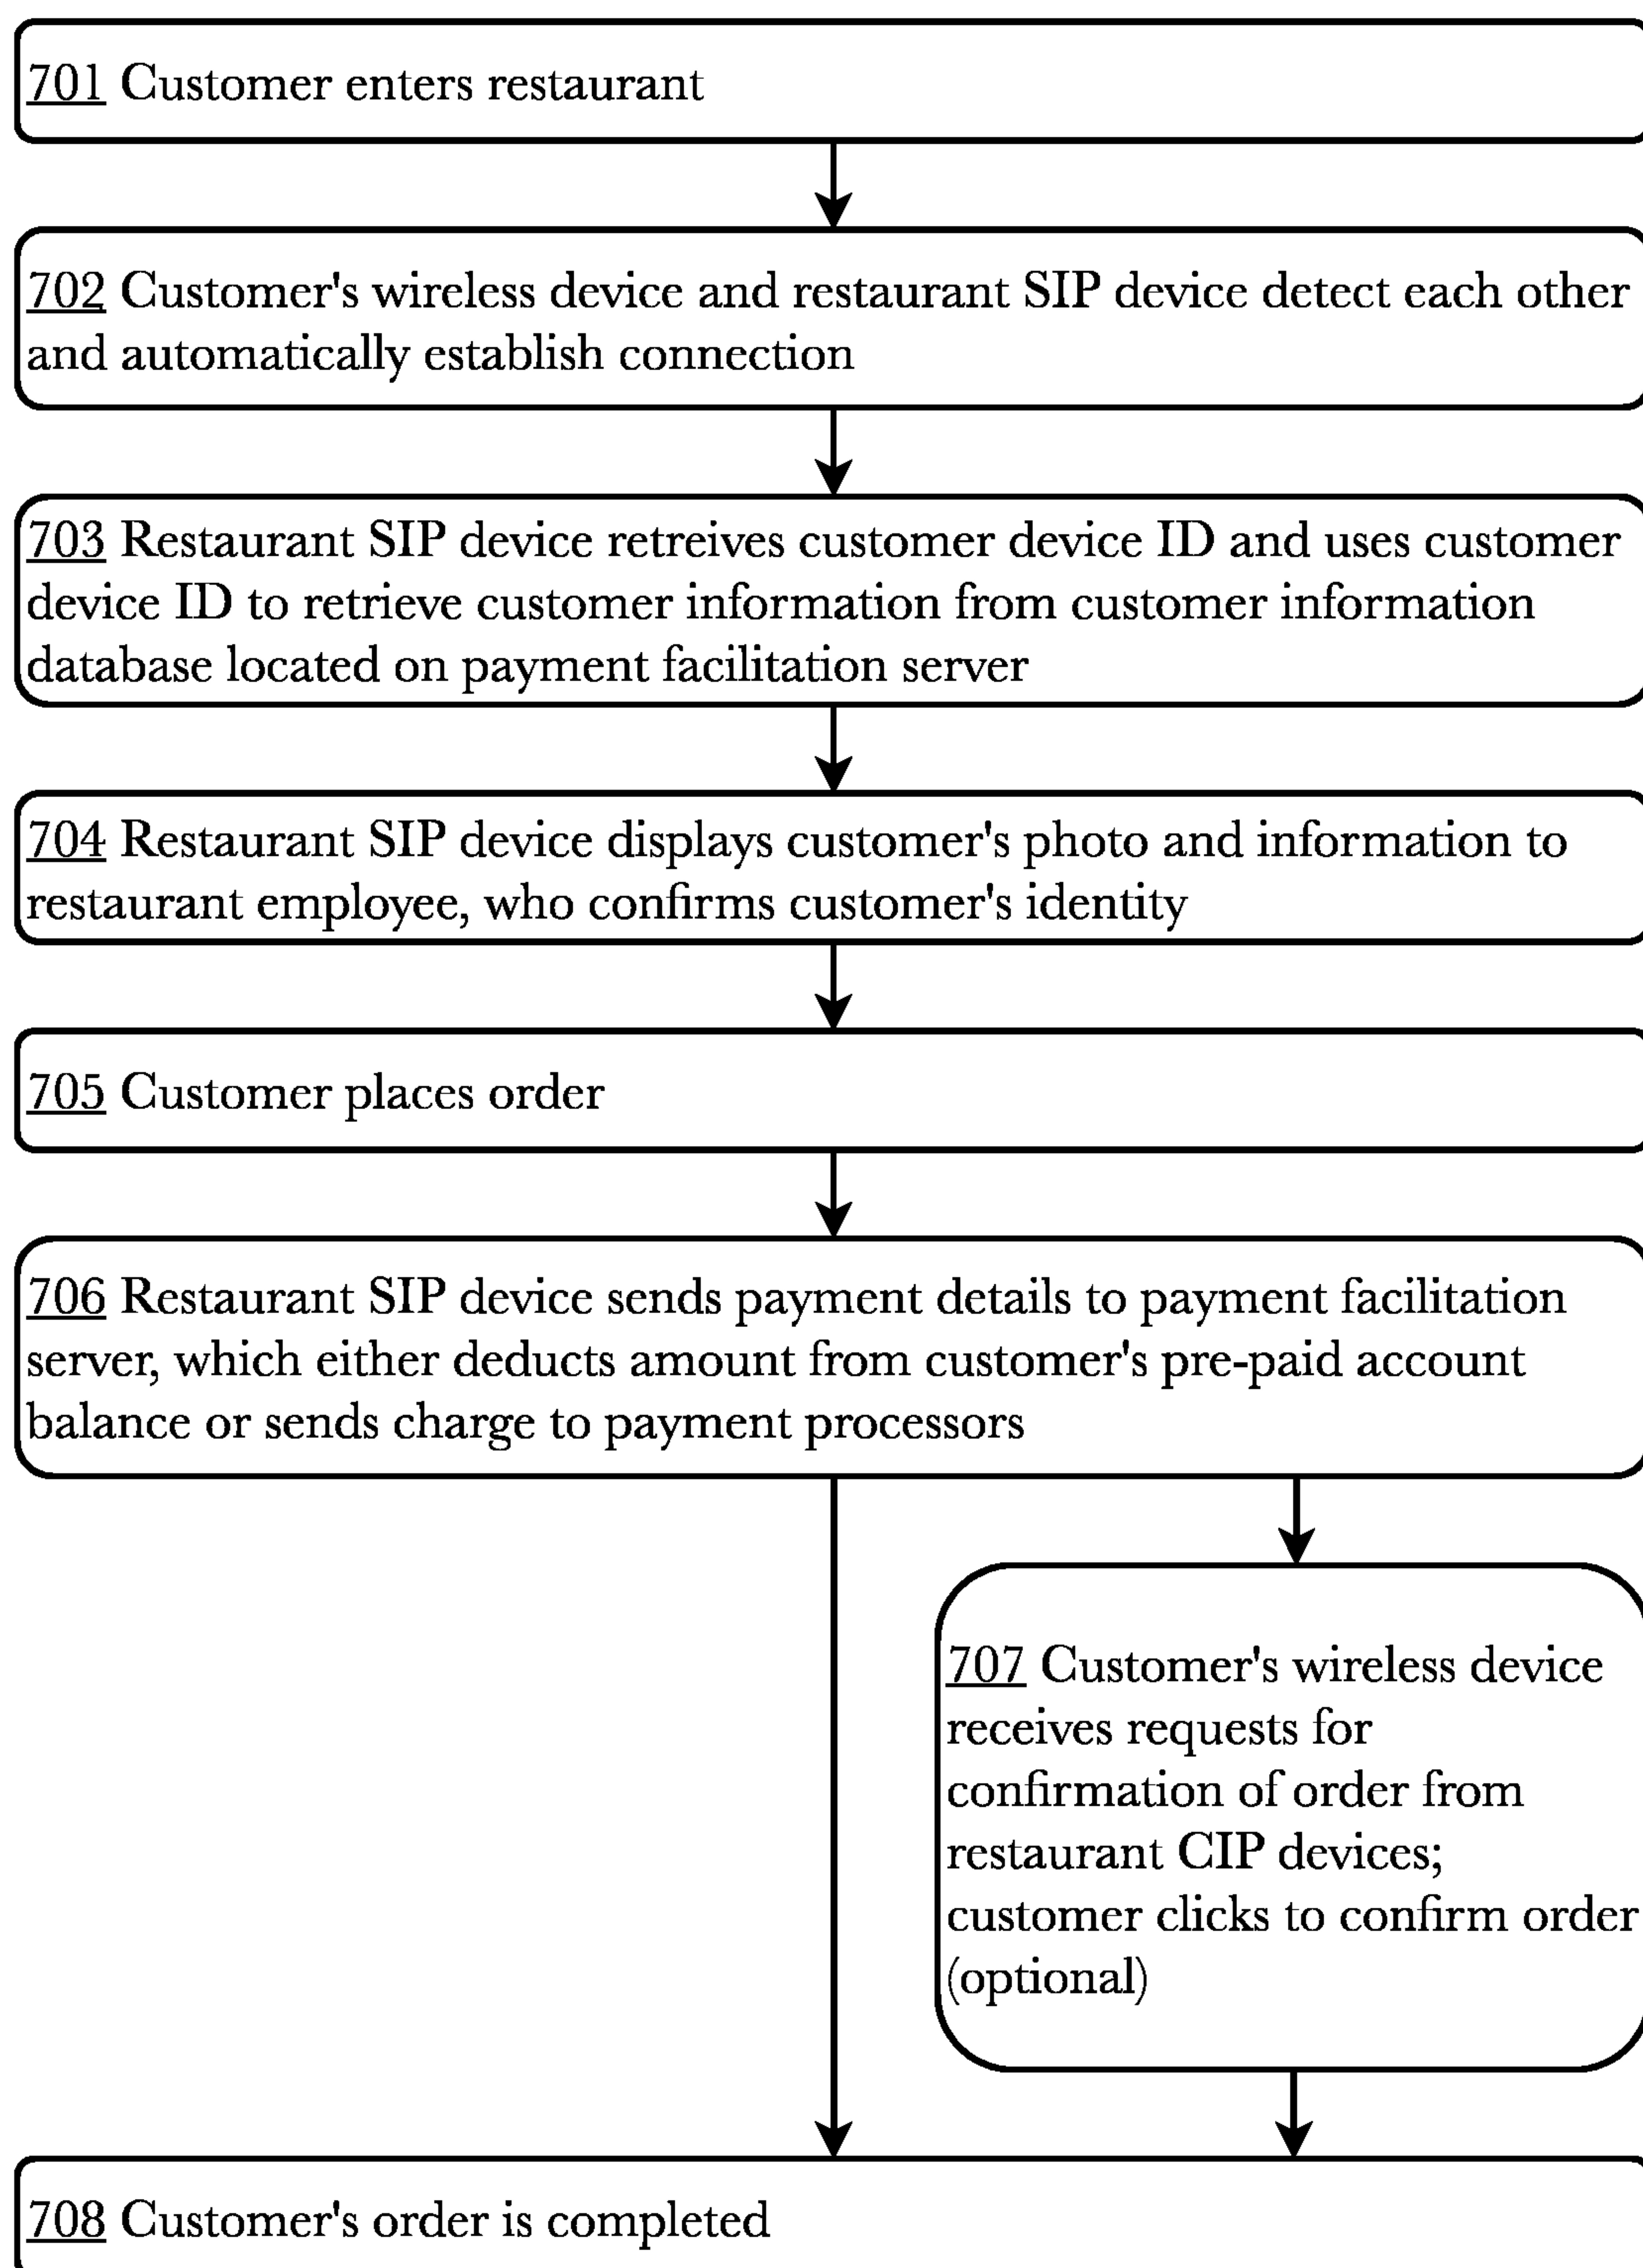 701 Customer enters restaurant
702 Customer's wireless device and restaurant SIP device detect each other
and automatically establish connection
703 Restaurant SIP device retreives customer device ID and uses customer
device ID to retrieve customer information from customer information
database located on payment facilitation server
704 Restaurant SIP device displays customer's photo and information to
restaurant employee, who confirms customer's identity
705 Customer places order
706 Restaurant SIP device sends payment details to payment facilitation
server, which either deducts amount from customer's pre-paid account
balance or sends charge to payment processors
707 Customer's wireless device
receives requests for
confirmation of order from
restaurant CIP devices;
customer clicks to confirm order
(optional)
708 Customer's order is completed